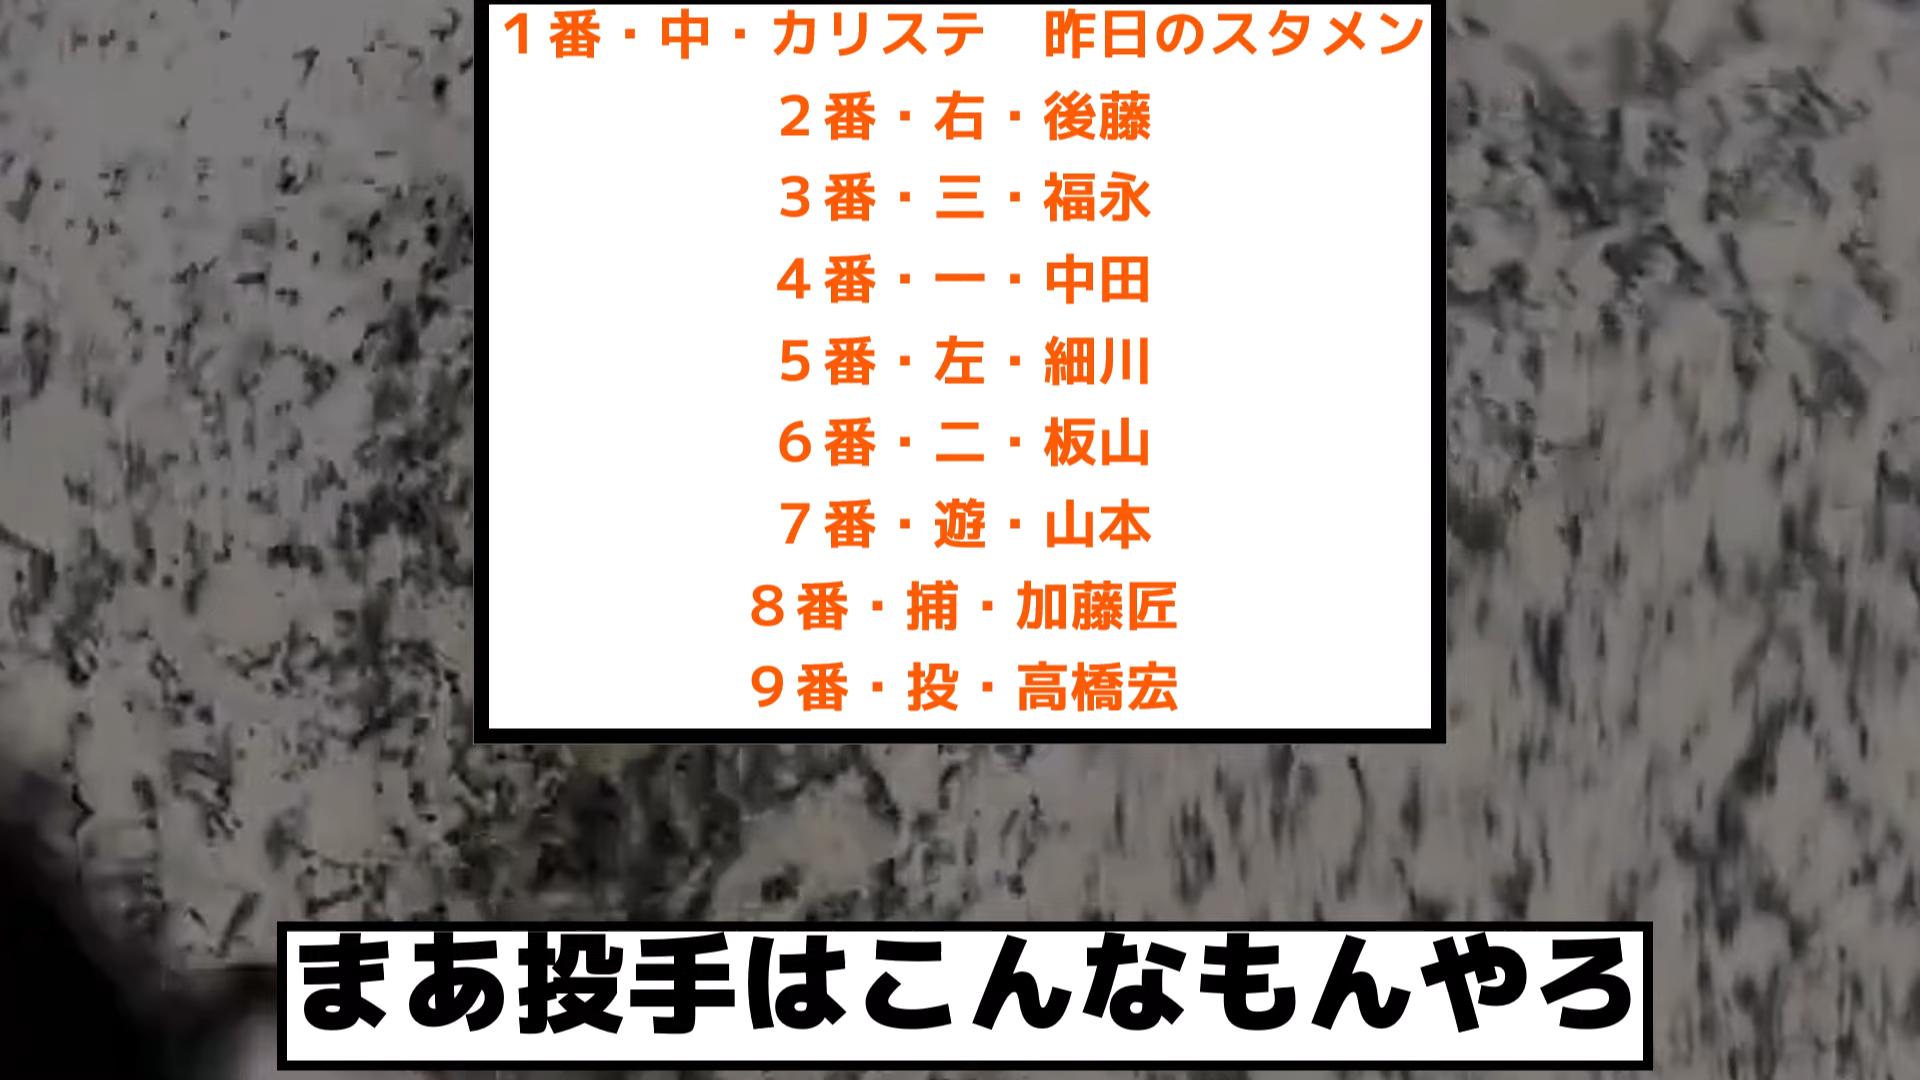 １番・中・カリステ　昨日のスタメン
２番・右・後藤
３番・三・福永
４番・一・中田
５番・左・細川
６番・二・板山
７番・遊・山本
８番・捕・加藤匠
９番・投・高橋宏
まあ投手はこんなもんやろ